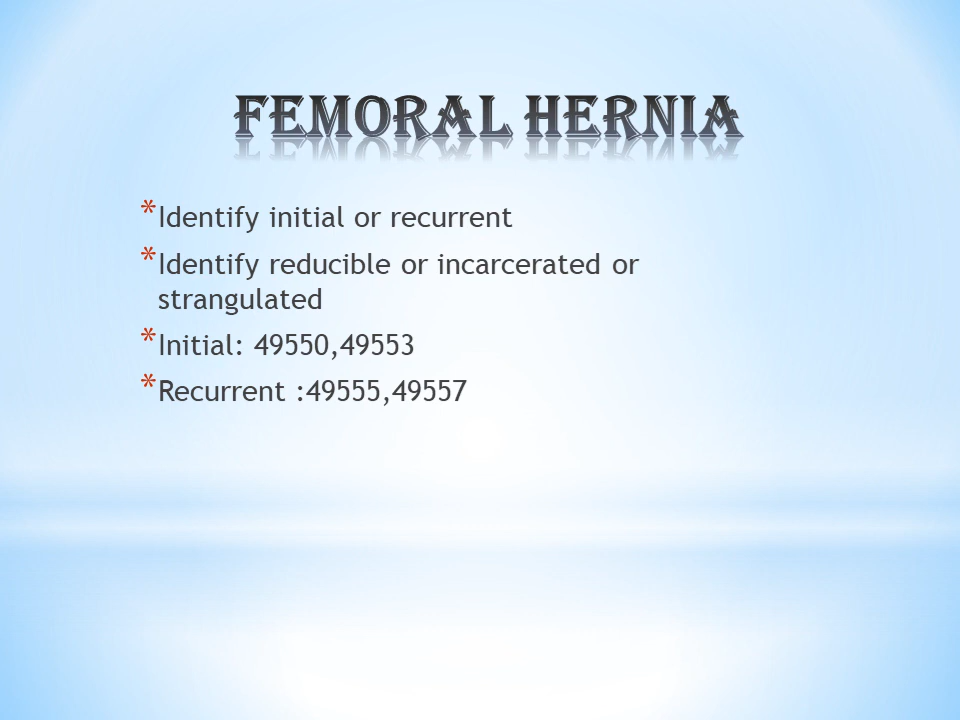 FEMORAL HERNIA
* Identify initial or recurrent
* Identify reducible or incarcerated or
strangulated
* Initial: 49550,49553
* Recurrent :49555,49557